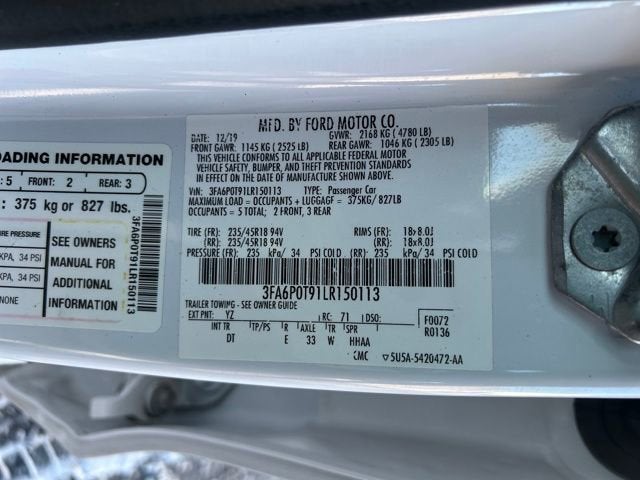 OADING INFORMATION
: 5 FRONT: 2 REAR: 3
: 375 kg or 827 lbs.
E PRESSURE
KPA, 34 PSI
KPA, 34 PSI
NONE
SEE OWNERS
MANUAL FOR
ADDITIONAL
INFORMATION
3FA6P0T91LR150113
MFD. BY FORD MOTOR CO.
DATE: 12/19 GVWR: 2168 KG ( 4780 LB)
FRONT GAWR: 1145 KG ( 2525 LB) REAR GAWR: 1046 KG ( 2305 LB)
THIS VEHICLE CONFORMS TO ALL APPLICABLE FEDERAL MOTOR
VEHICLE SAFETY, BUMPER, AND THEFT PREVENTION STANDARDS
IN EFFECT ON THE DATE OF MANUFACTURE SHOWN ABOVE.
VIN: 3FA6P0T91LR150113 TYPE: Passenger Car
MAXIMUM LOAD = OCCUPANTS + LUGGAGE = 375KG/ 827LB
OCCUPANTS = 5 TOTAL: 2 FRONT, 3 REAR
TIRE (FR): 235/45R18 94V RIMS (FR): 18x8.0J
(RR): 235/45R18 94V (RR): 18x8.0J
PRESSURE (FR): 235 kPa/ 34 PSI COLD (RR): 235 kPa/ 34 PSI COLD
3FA6P0T91LR150113
TRAILER TOWING - SEE OWNER GUIDE
EXT PNT: YZ RC: 71 DSO: F0072
R0136
INT TR TP/PS R AXLE TR SPR
DT E 33 W HHAA
CMC 5U5A-5420472-AA